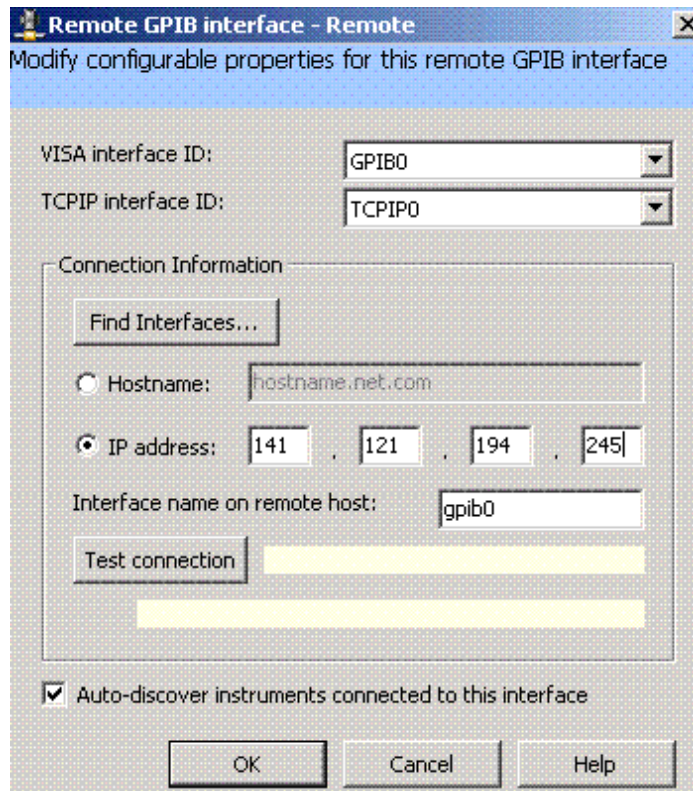 Remote GPIB interface - Remote
Modify configurable properties for this remote GPIB interface
VISA interface ID: GPIB0
TCPIP interface ID: TCPIP0
Connection Information
Find Interfaces...
Hostname: hostname.net.com
IP address: 141 . 121 . 194 . 245
Interface name on remote host: gpib0
Test connection
Auto-discover instruments connected to this interface
OK Cancel Help